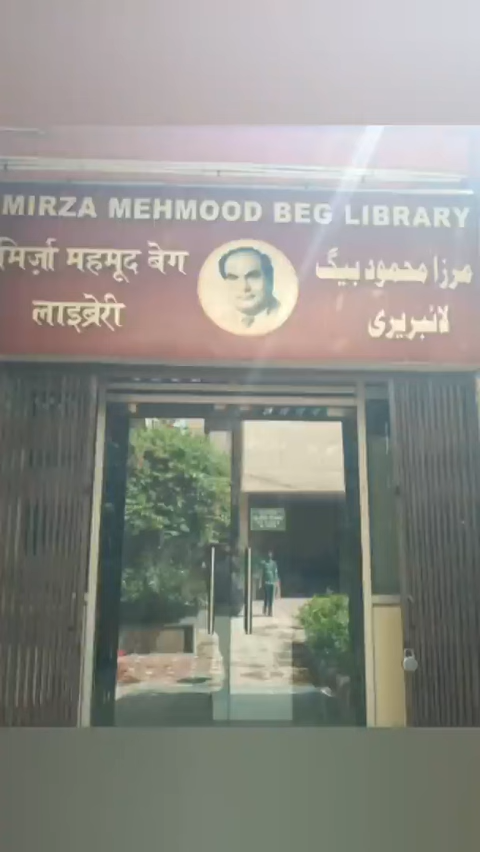 MIRZA MEHMOOD BEG LIBRARY
मिर्ज़ा महमूद बेग
लाइब्रेरी
مرزا محمود بیگ
لائبریری